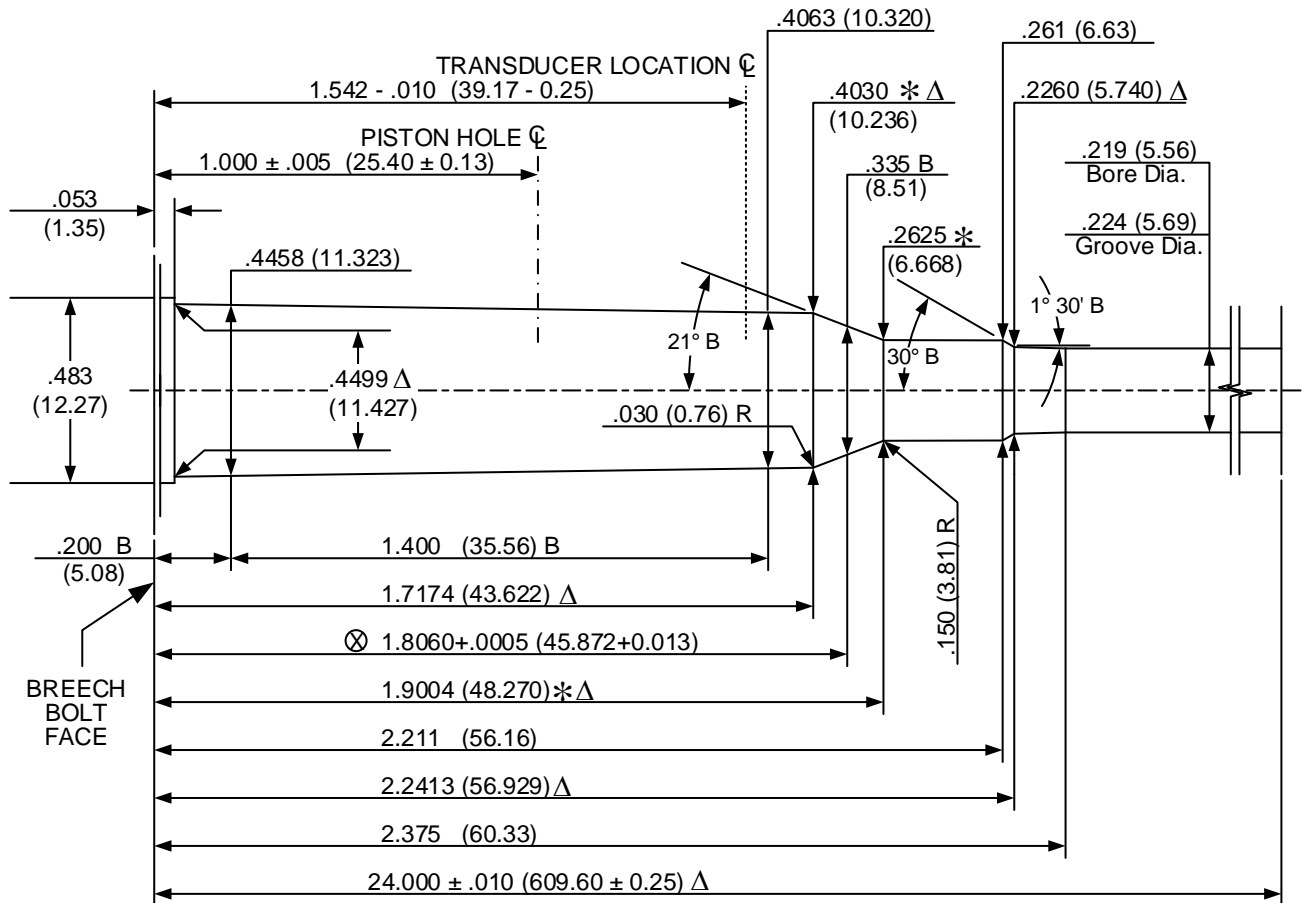 .4063 (10.320)
.261 (6.63)
TRANSDUCER LOCATION ℄
1.542 - .010 (39.17 - 0.25)
.4030 * Δ
(10.236)
.2260 (5.740) Δ
PISTON HOLE ℄
1.000 ± .005 (25.40 ± 0.13)
.335 B
(8.51)
.219 (5.56)
Bore Dia.
.053
(1.35)
.224 (5.69)
Groove Dia.
.2625 *
(6.668)
.4458 (11.323)
1° 30' B
21° B
30° B
.483
(12.27)
.4499 Δ
(11.427)
.030 (0.76) R
.150 (3.81) R
.200 B
(5.08)
1.400 (35.56) B
1.7174 (43.622) Δ
⊗ 1.8060+.0005 (45.872+0.013)
BREECH
BOLT
FACE
1.9004 (48.270)* Δ
2.211 (56.16)
2.2413 (56.929) Δ
2.375 (60.33)
24.000 ± .010 (609.60 ± 0.25) Δ